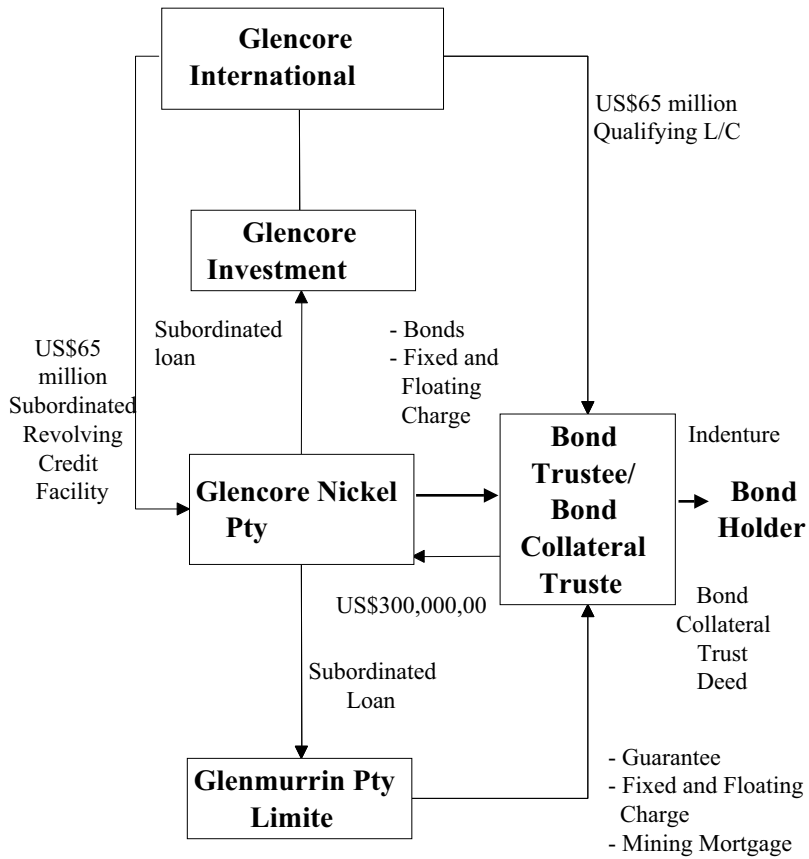 Glencore
International
US$65 million
Qualifying L/C
Glencore
Investment
Subordinated
loan
- Bonds
- Fixed and
Floating
Charge
US$65
million
Subordinated
Revolving
Credit
Facility
Glencore Nickel
Pty
Bond
Trustee/
Bond
Collateral
Truste
Indenture
Bond
Holder
US$300,000,00
Bond
Collateral
Trust
Deed
Subordinated
Loan
Glenmurrin Pty
Limite
- Guarantee
- Fixed and Floating
Charge
- Mining Mortgage